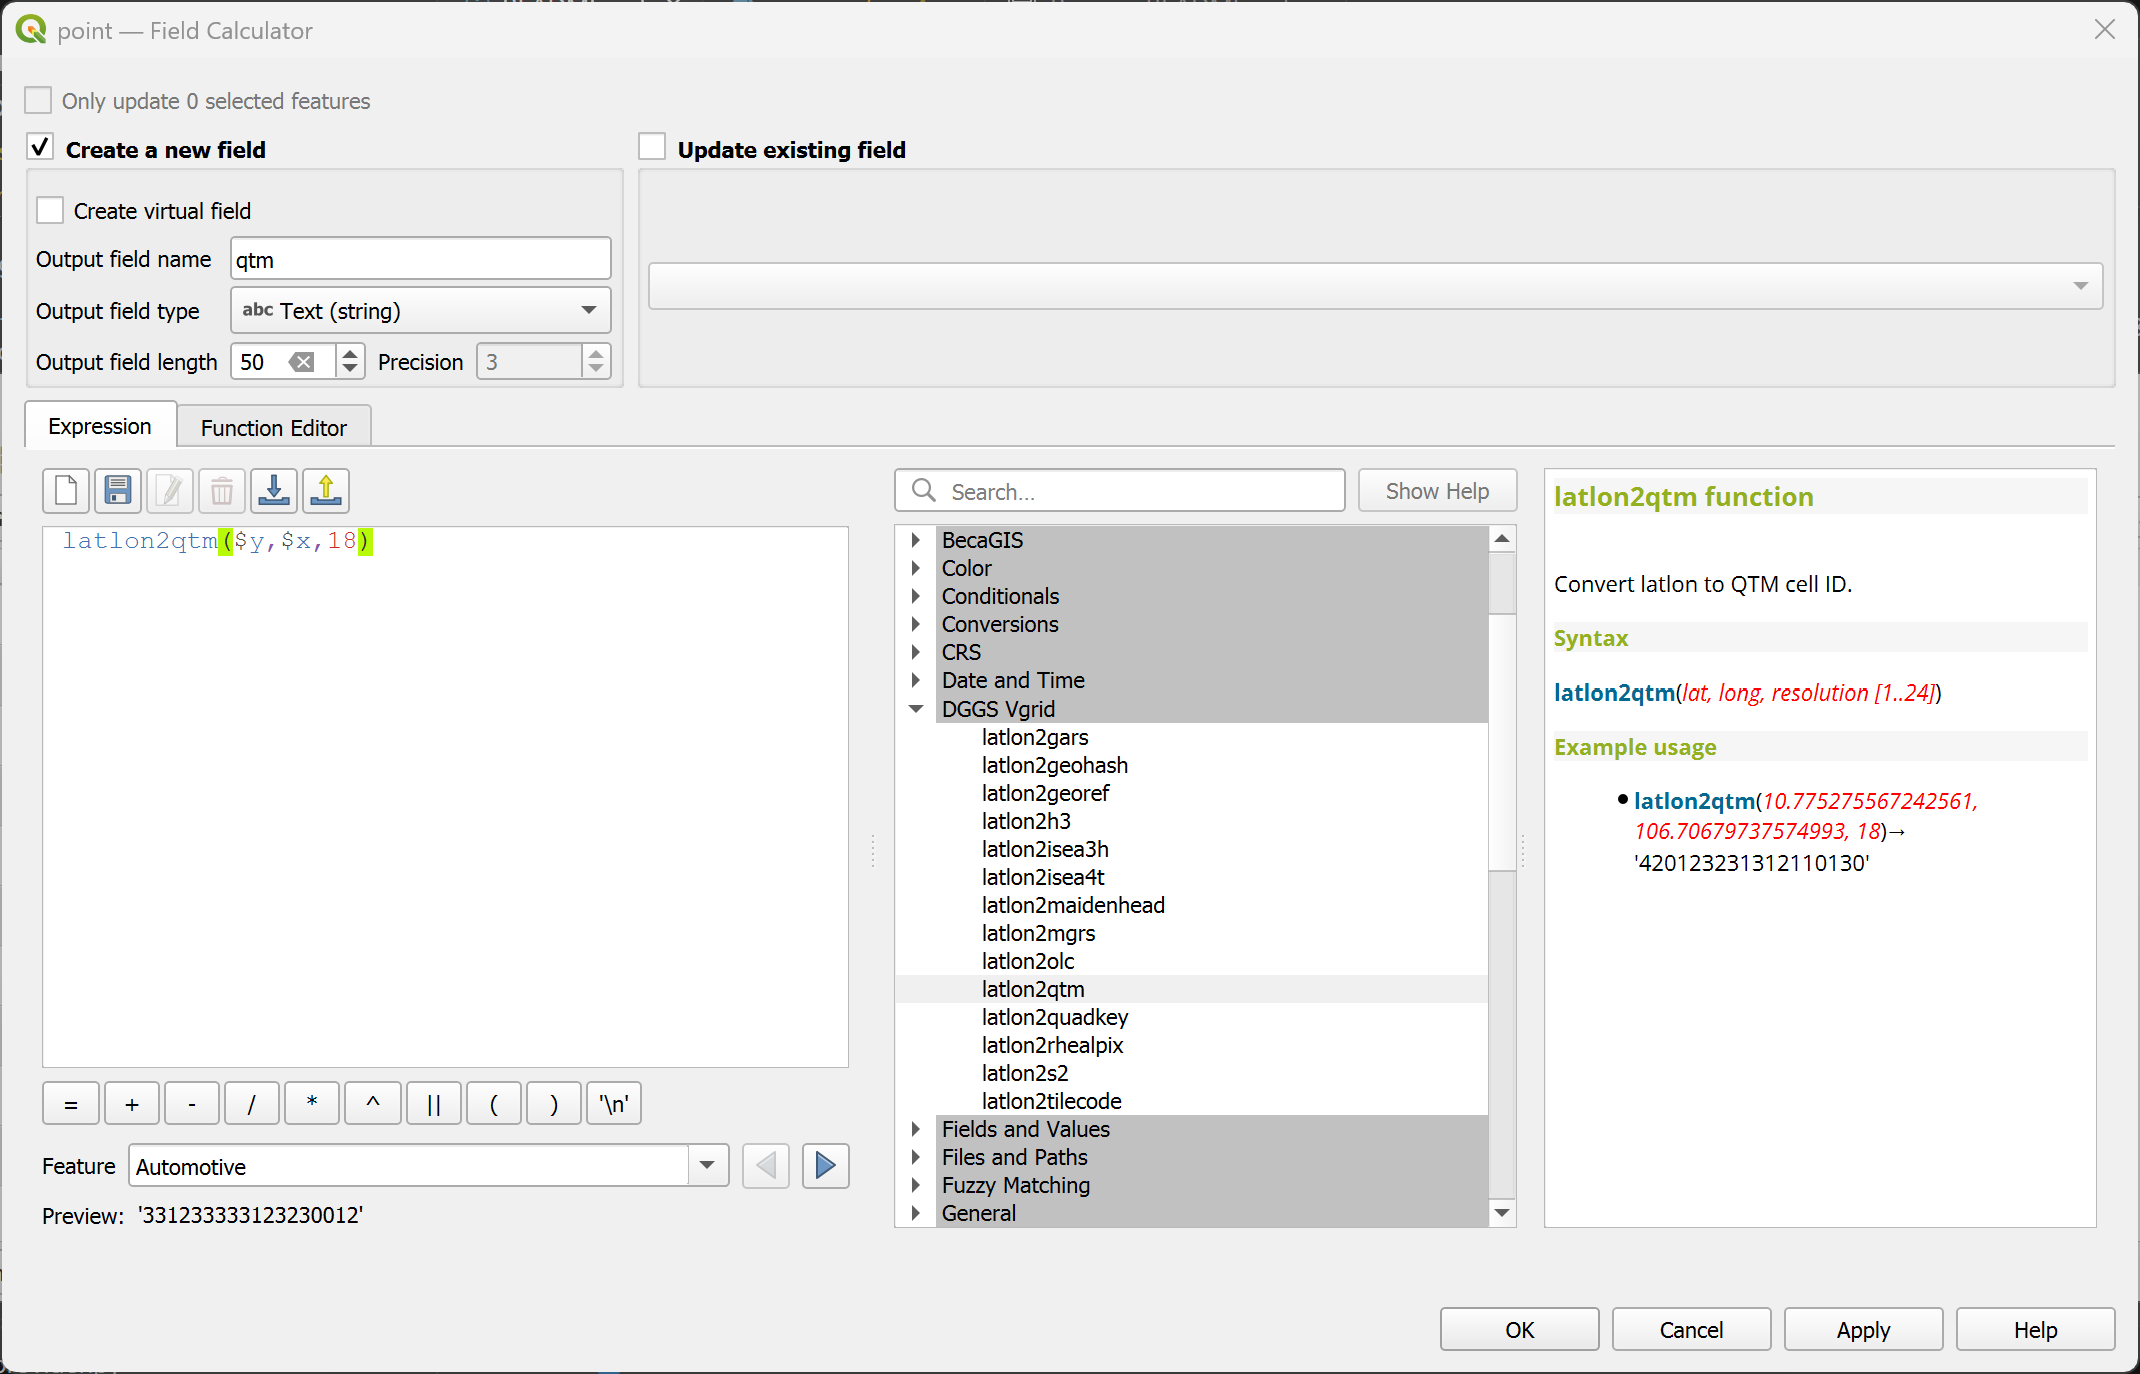 point — Field Calculator
Only update 0 selected features
Create a new field
Update existing field
Create virtual field
Output field name qtm
Output field type abc Text (string)
Output field length 50 Precision 3
Expression Function Editor
Search... Show Help
latlon2qtm($y,$x,18)
BecaGIS
Color
Conditionals
Conversions
CRS
Date and Time
DGGS Vgrid
latlon2gars
latlon2geohash
latlon2georef
latlon2h3
latlon2isea3h
latlon2isea4t
latlon2maidenhead
latlon2mgrs
latlon2olc
latlon2qtm
latlon2quadkey
latlon2rhealpix
latlon2s2
latlon2tilecode
Fields and Values
Files and Paths
Fuzzy Matching
General
latlon2qtm function
Convert latlon to QTM cell ID.
Syntax
latlon2qtm(lat, long, resolution [1..24])
Example usage
latlon2qtm(10.775275567242561,
106.70679737574993, 18)→
'420123231312110130'
= + - / * ^ || ( ) '\n'
Feature Automotive
Preview: '331233333123230012'
OK Cancel Apply Help